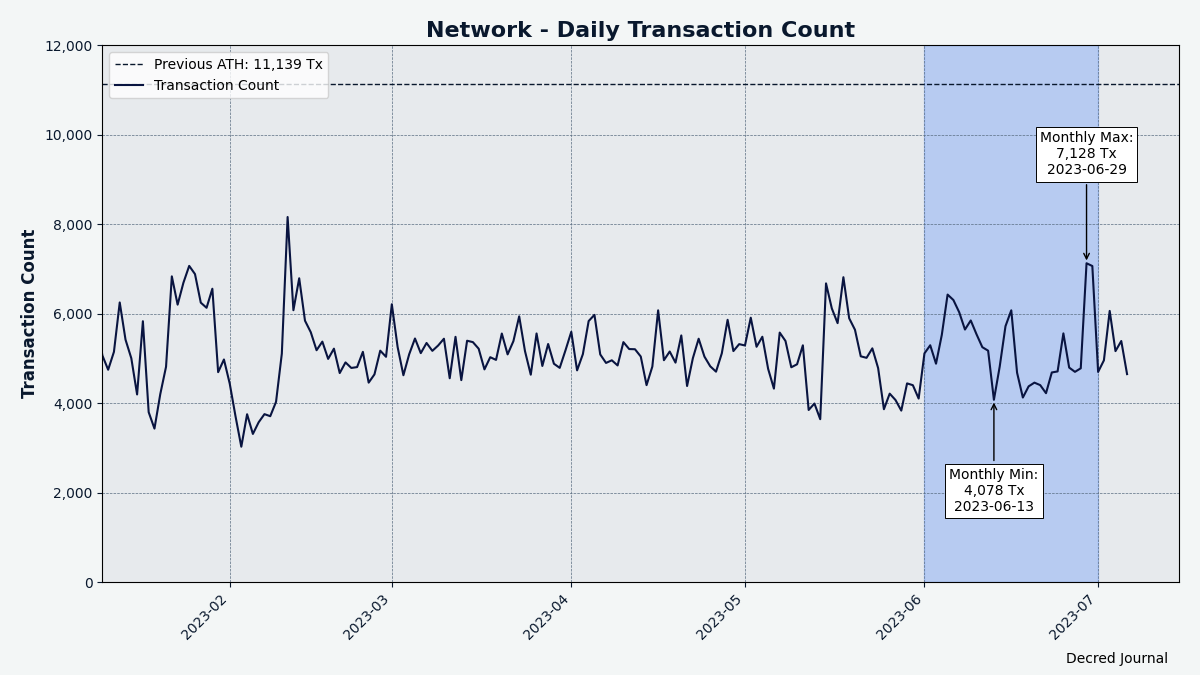 Network - Daily Transaction Count
Previous ATH: 11,139 Tx
Transaction Count
Transaction Count
12,000
10,000
8,000
6,000
4,000
2,000
0
Monthly Max:
7,128 Tx
2023-06-29
Monthly Min:
4,078 Tx
2023-06-13
2023-02
2023-03
2023-04
2023-05
2023-06
2023-07
Decred Journal